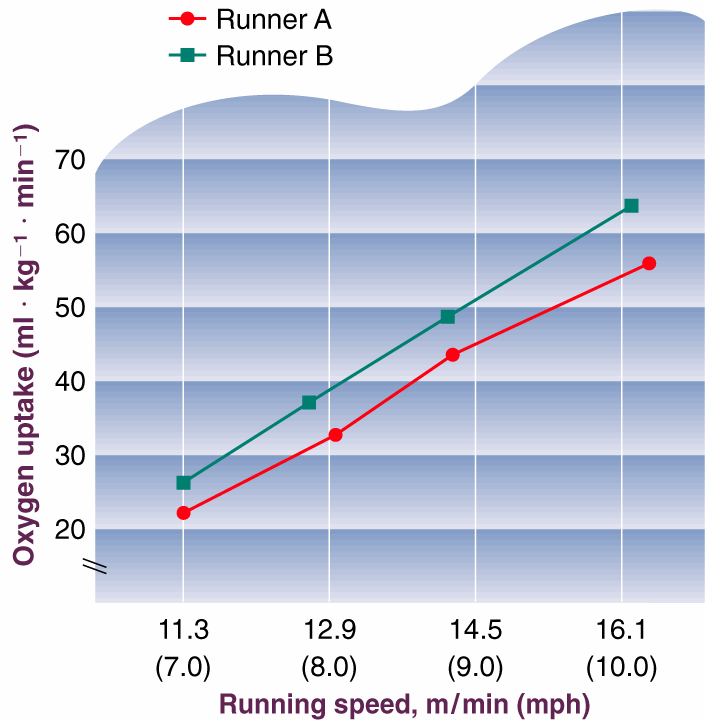 Runner A
Runner B
Oxygen uptake (ml · kg⁻¹ · min⁻¹)
70
60
50
40
30
20
11.3 12.9 14.5 16.1
(7.0) (8.0) (9.0) (10.0)
Running speed, m/min (mph)